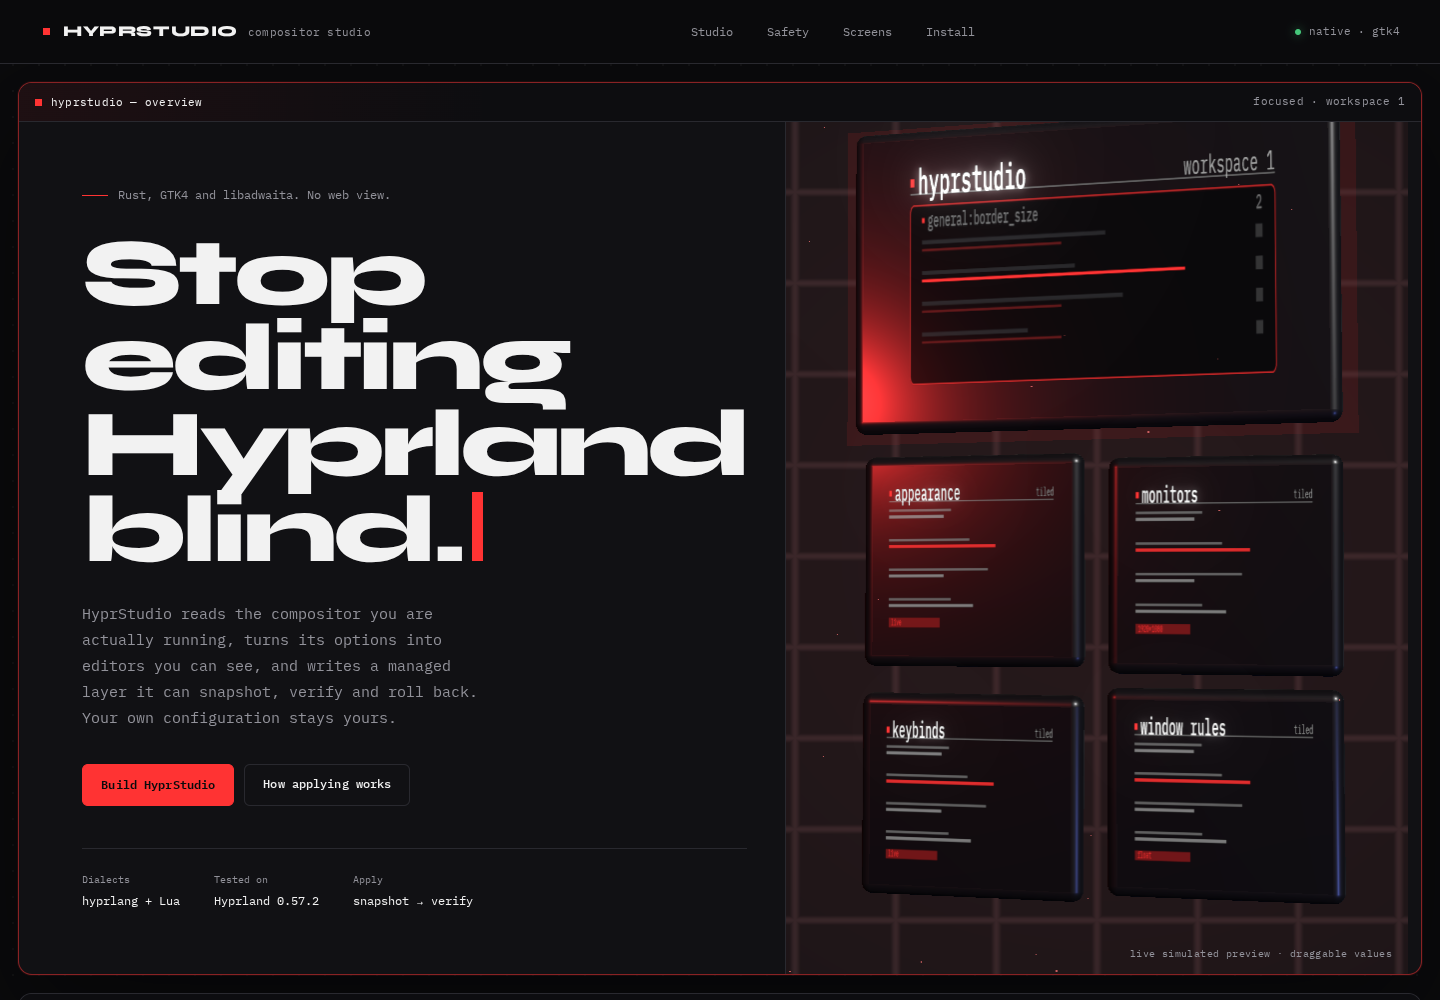 HYPRSTUDIO compositor studio
Studio Safety Screens Install
native · gtk4
hyprstudio — overview
focused · workspace 1
Rust, GTK4 and libadwaita. No web view.
Stop
editing
Hyprland
blind.
HyprStudio reads the compositor you are
actually running, turns its options into
editors you can see, and writes a managed
layer it can snapshot, verify and roll back.
Your own configuration stays yours.
Build HyprStudio
How applying works
Dialects Tested on Apply
hyprlang + Lua Hyprland 0.57.2 snapshot → verify
hyprstudio workspace 1
general:border_size 2
appearance tiled
monitors tiled
keybinds tiled
window rules tiled
live simulated preview · draggable values